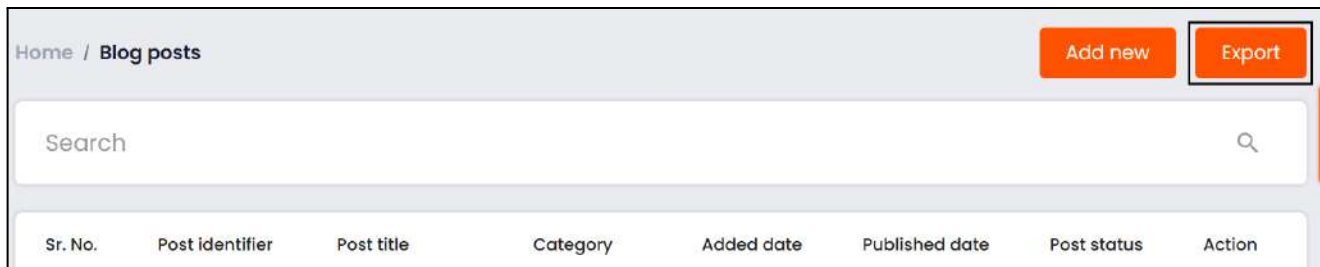 Home / Blog posts Add new Export
Search
Sr. No. Post identifier Post title Category Added date Published date Post status Action